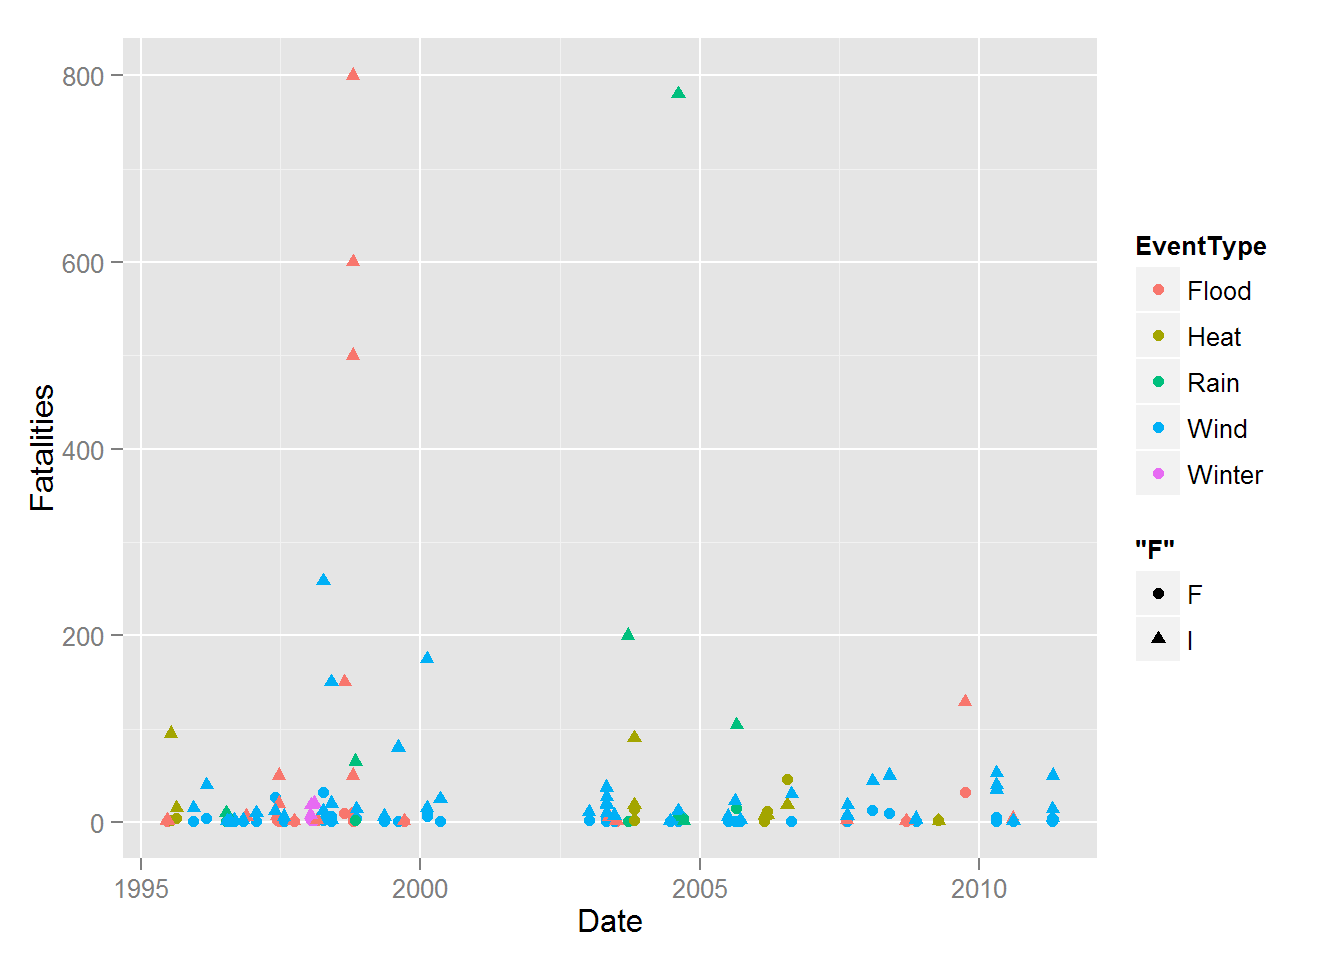 800
600
400
200
0
Fatalities
1995
2000
2005
2010
Date
EventType
Flood
Heat
Rain
Wind
Winter
"F"
F
I